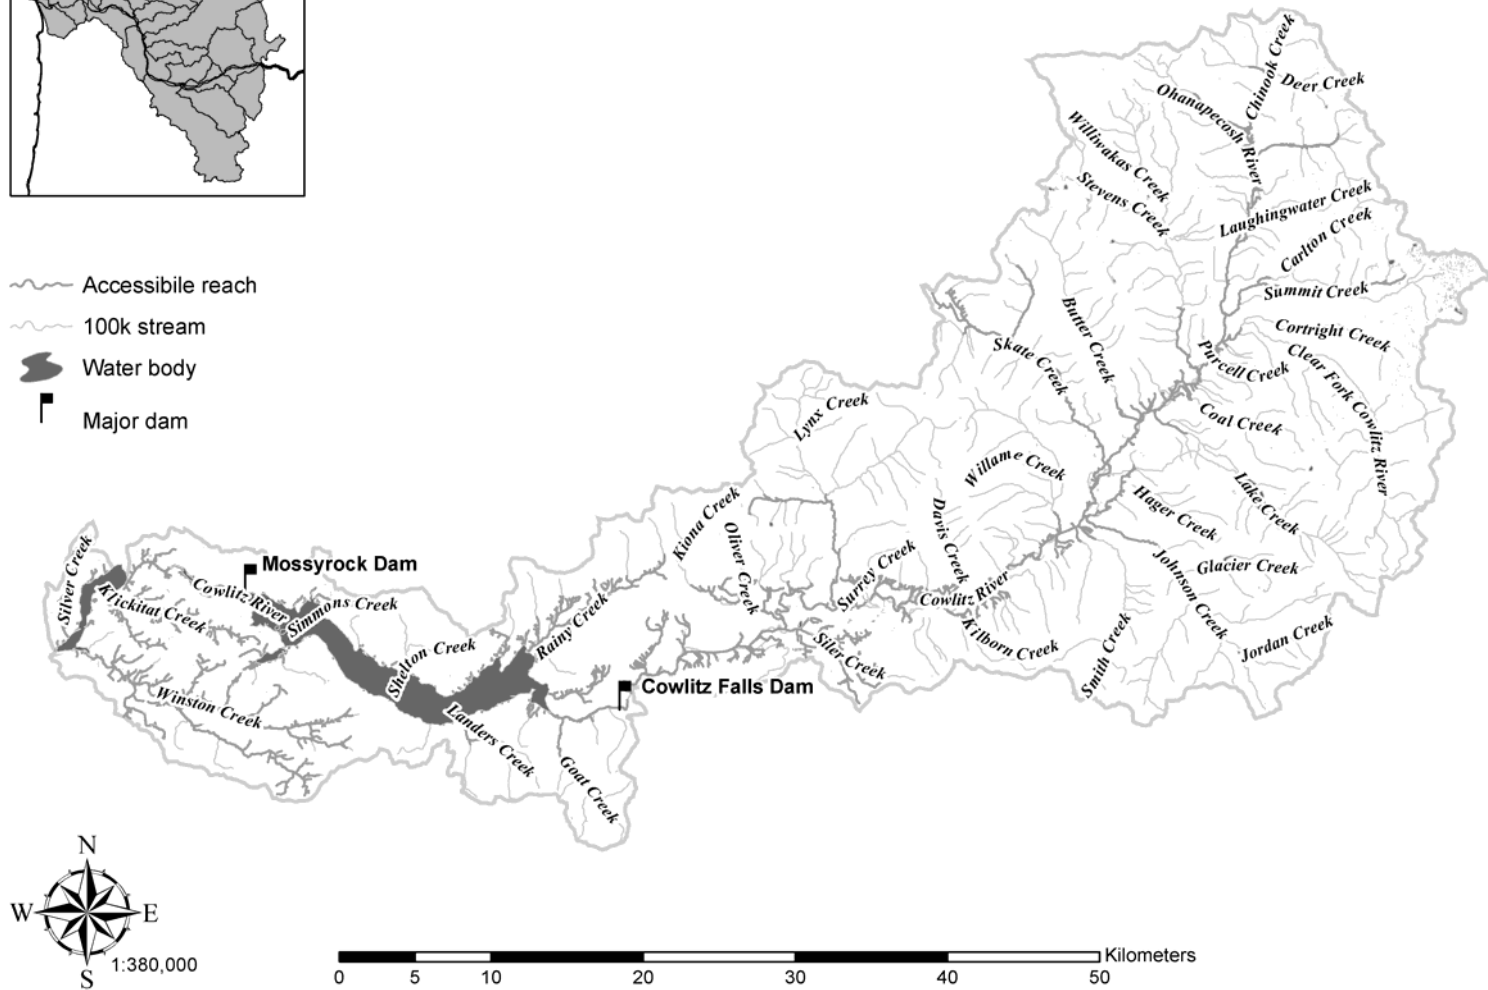 Chinook Creek
Deer Creek
Ohanapecosh River
Williwakas Creek
Stevens Creek
Laughingwater Creek
Carlton Creek
Summit Creek
Accessibile reach
100k stream
Water body
Major dam
Butter Creek
Skate Creek
Cortright Creek
Purcell Creek
Clear Fork Cowlitz River
Coal Creek
Lynx Creek
Willame Creek
Lake Creek
Hager Creek
Kiona Creek
Oliver Creek
Davis Creek
Surrey Creek
Cowlitz River
Johnson Creek
Glacier Creek
Silver Creek
Klickitat Creek
Mossyrock Dam
Cowlitz River
Simmons Creek
Shelton Creek
Rainy Creek
Siler Creek
Kilborn Creek
Smith Creek
Jordan Creek
Winston Creek
Cowlitz Falls Dam
Landers Creek
Goat Creek
N
W E
S
1:380,000
Kilometers
0 5 10 20 30 40 50